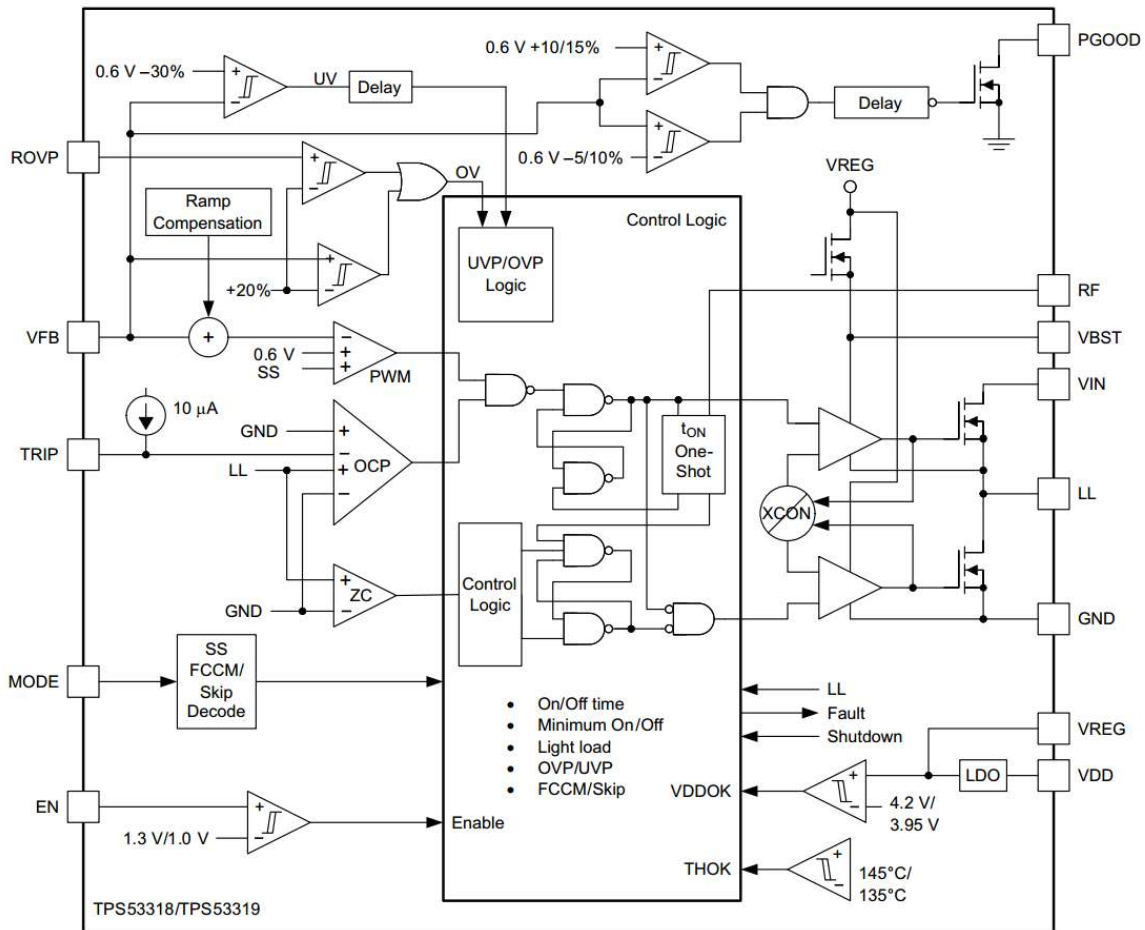 PGOOD
0.6 V +10/15%
0.6 V –30%
+
–
UV
Delay
+
–
Delay
+
–
0.6 V –5/10%
ROVP
+
–
OV
VREG
Ramp
Compensation
Control Logic
UVP/OVP
Logic
+
–
+20%
RF
VFB
+
–
+
+
0.6 V
SS
PWM
VBST
VIN
10 µA
GND
+
–
+
–
TRIP
LL
OCP
tON
One-
Shot
XCON
LL
+
–
ZC
GND
Control
Logic
GND
MODE
SS
FCCM/
Skip
Decode
• On/Off time
• Minimum On/Off
• Light load
• OVP/UVP
• FCCM/Skip
LL
Fault
Shutdown
VREG
LDO
VDD
EN
+
–
1.3 V/1.0 V
Enable
VDDOK
+
–
4.2 V/
3.95 V
THOK
+
–
145°C/
135°C
TPS53318/TPS53319